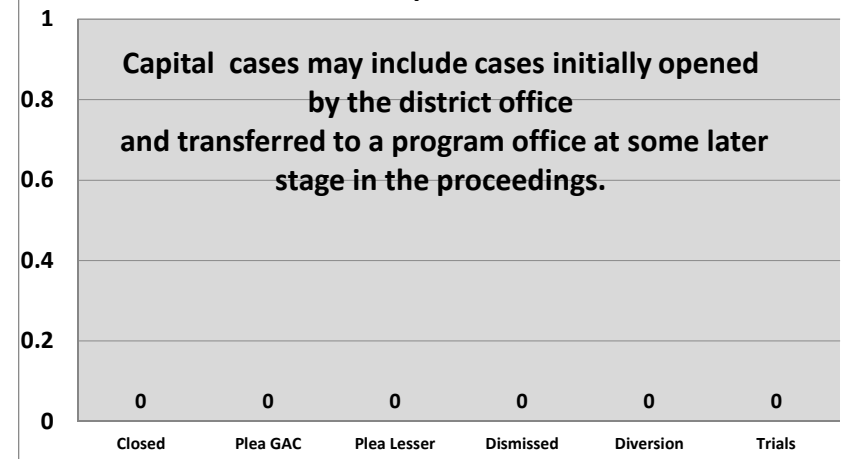 1
Capital cases may include cases initially opened
by the district office
0.8
and transferred to a program office at some later
0.6
stage in the proceedings.
0.4
0.2
0 0 0 0 0 0
0
Closed Plea GAC Plea Lesser Dismissed Diversion Trials